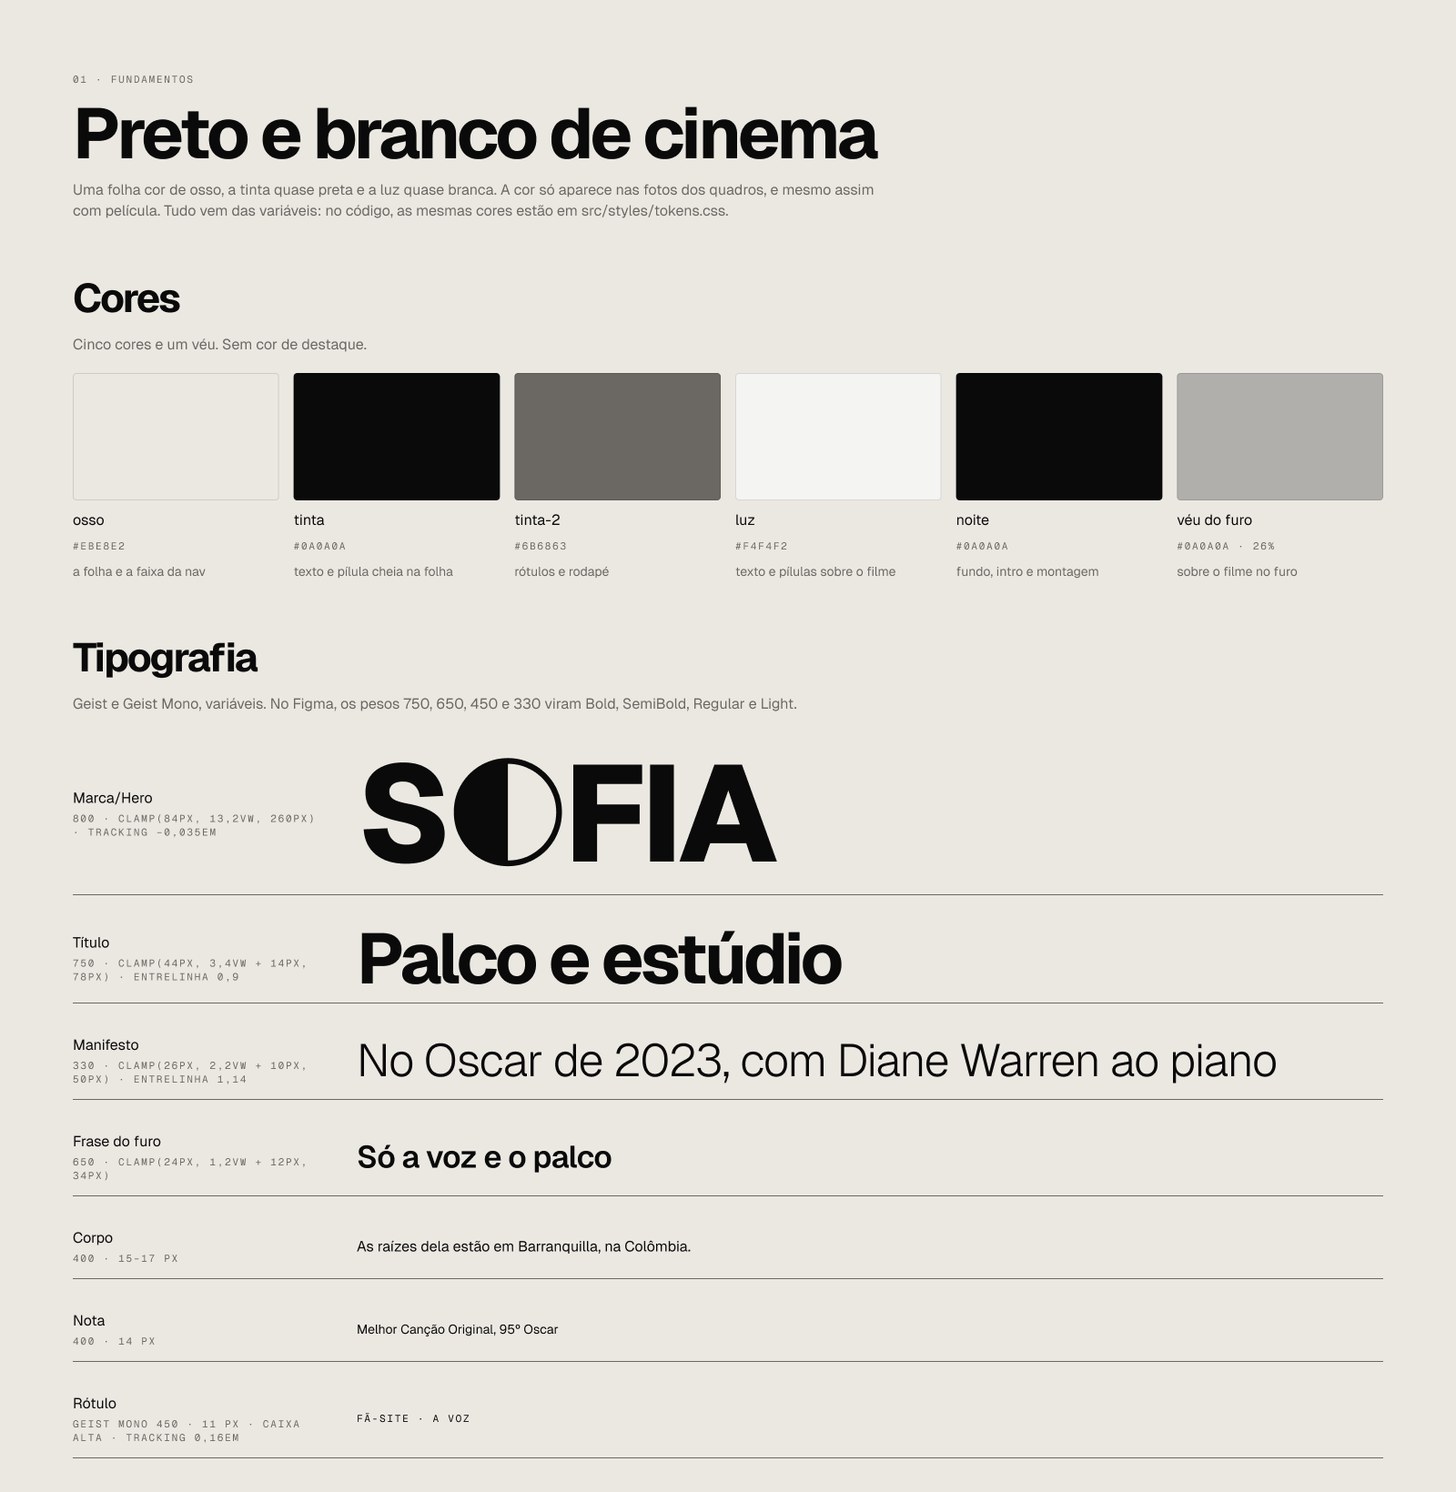 01 · FUNDAMENTOS
Preto e branco de cinema
Uma folha cor de osso, a tinta quase preta e a luz quase branca. A cor só aparece nas fotos dos quadros, e mesmo assim
com película. Tudo vem das variáveis: no código, as mesmas cores estão em src/styles/tokens.css.
Cores
Cinco cores e um véu. Sem cor de destaque.
osso
#EBE8E2
a folha e a faixa da nav
tinta
#0A0A0A
texto e pílula cheia na folha
tinta-2
#6B6863
rótulos e rodapé
luz
#F4F4F2
texto e pílulas sobre o filme
noite
#0A0A0A
fundo, intro e montagem
véu do furo
#0A0A0A · 26%
sobre o filme no furo
Tipografia
Geist e Geist Mono, variáveis. No Figma, os pesos 750, 650, 450 e 330 viram Bold, SemiBold, Regular e Light.
Marca/Hero
800 · CLAMP(84PX, 13,2VW, 260PX)
· TRACKING -0,035EM
SOFIA
Título
750 · CLAMP(44PX, 3,4VW + 14PX,
78PX) · ENTRELINHA 0,9
Palco e estúdio
Manifesto
330 · CLAMP(26PX, 2,2VW + 10PX,
50PX) · ENTRELINHA 1,14
No Oscar de 2023, com Diane Warren ao piano
Frase do furo
650 · CLAMP(24PX, 1,2VW + 12PX,
34PX)
Só a voz e o palco
Corpo
400 · 15-17 PX
As raízes dela estão em Barranquilla, na Colômbia.
Nota
400 · 14 PX
Melhor Canção Original, 95º Oscar
Rótulo
GEIST MONO 450 · 11 PX · CAIXA
ALTA · TRACKING 0,16EM
FÃ-SITE · A VOZ